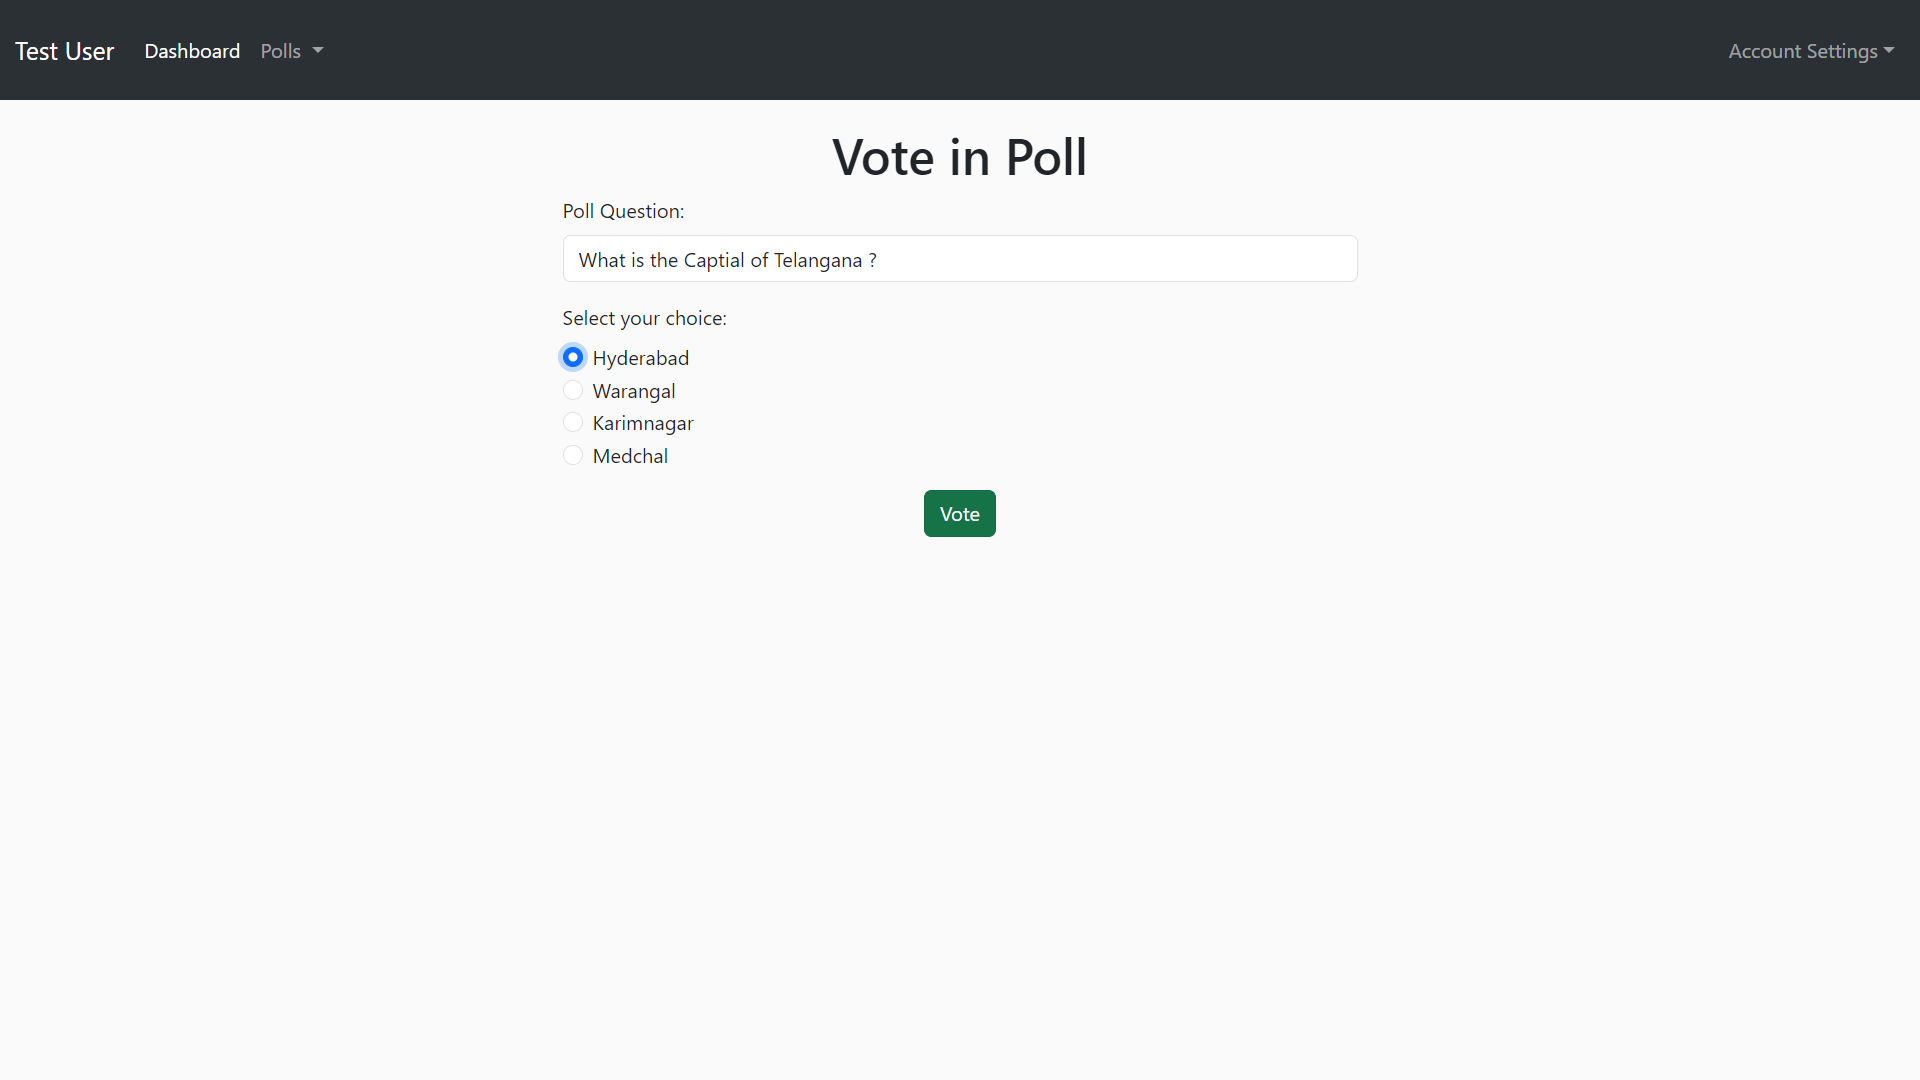 Test User Dashboard Polls Account Settings
Vote in Poll
Poll Question:
What is the Captial of Telangana ?
Select your choice:
Hyderabad
Warangal
Karimnagar
Medchal
Vote